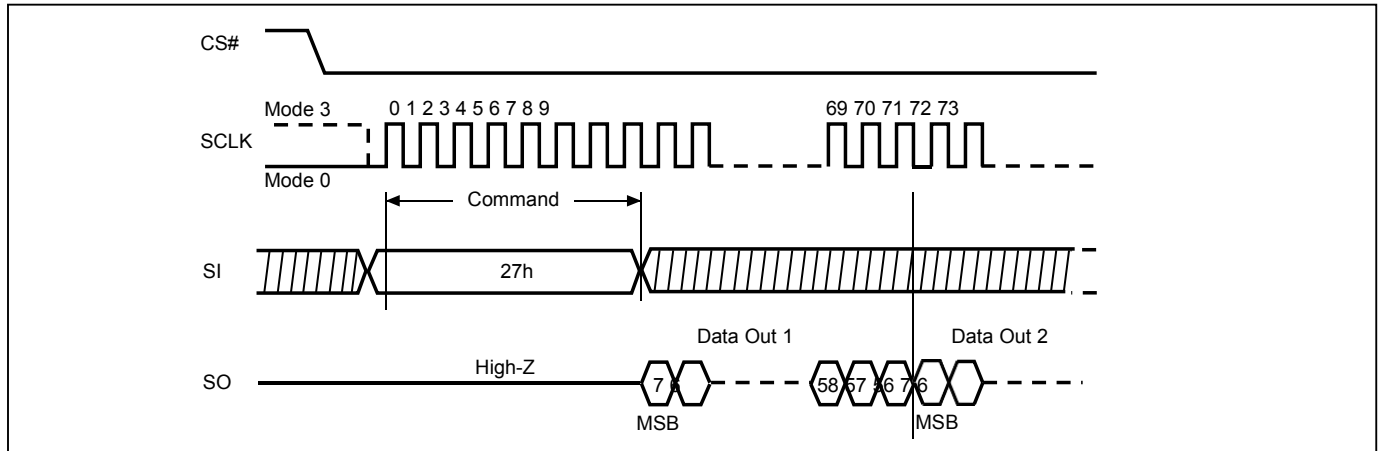 CS#
Mode 3
0 1 2 3 4 5 6 7 8 9
69 70 71 72 73
SCLK
Mode 0
Command
SI
27h
Data Out 1
Data Out 2
High-Z
SO
7 6
58 57 56 7 6
MSB
MSB